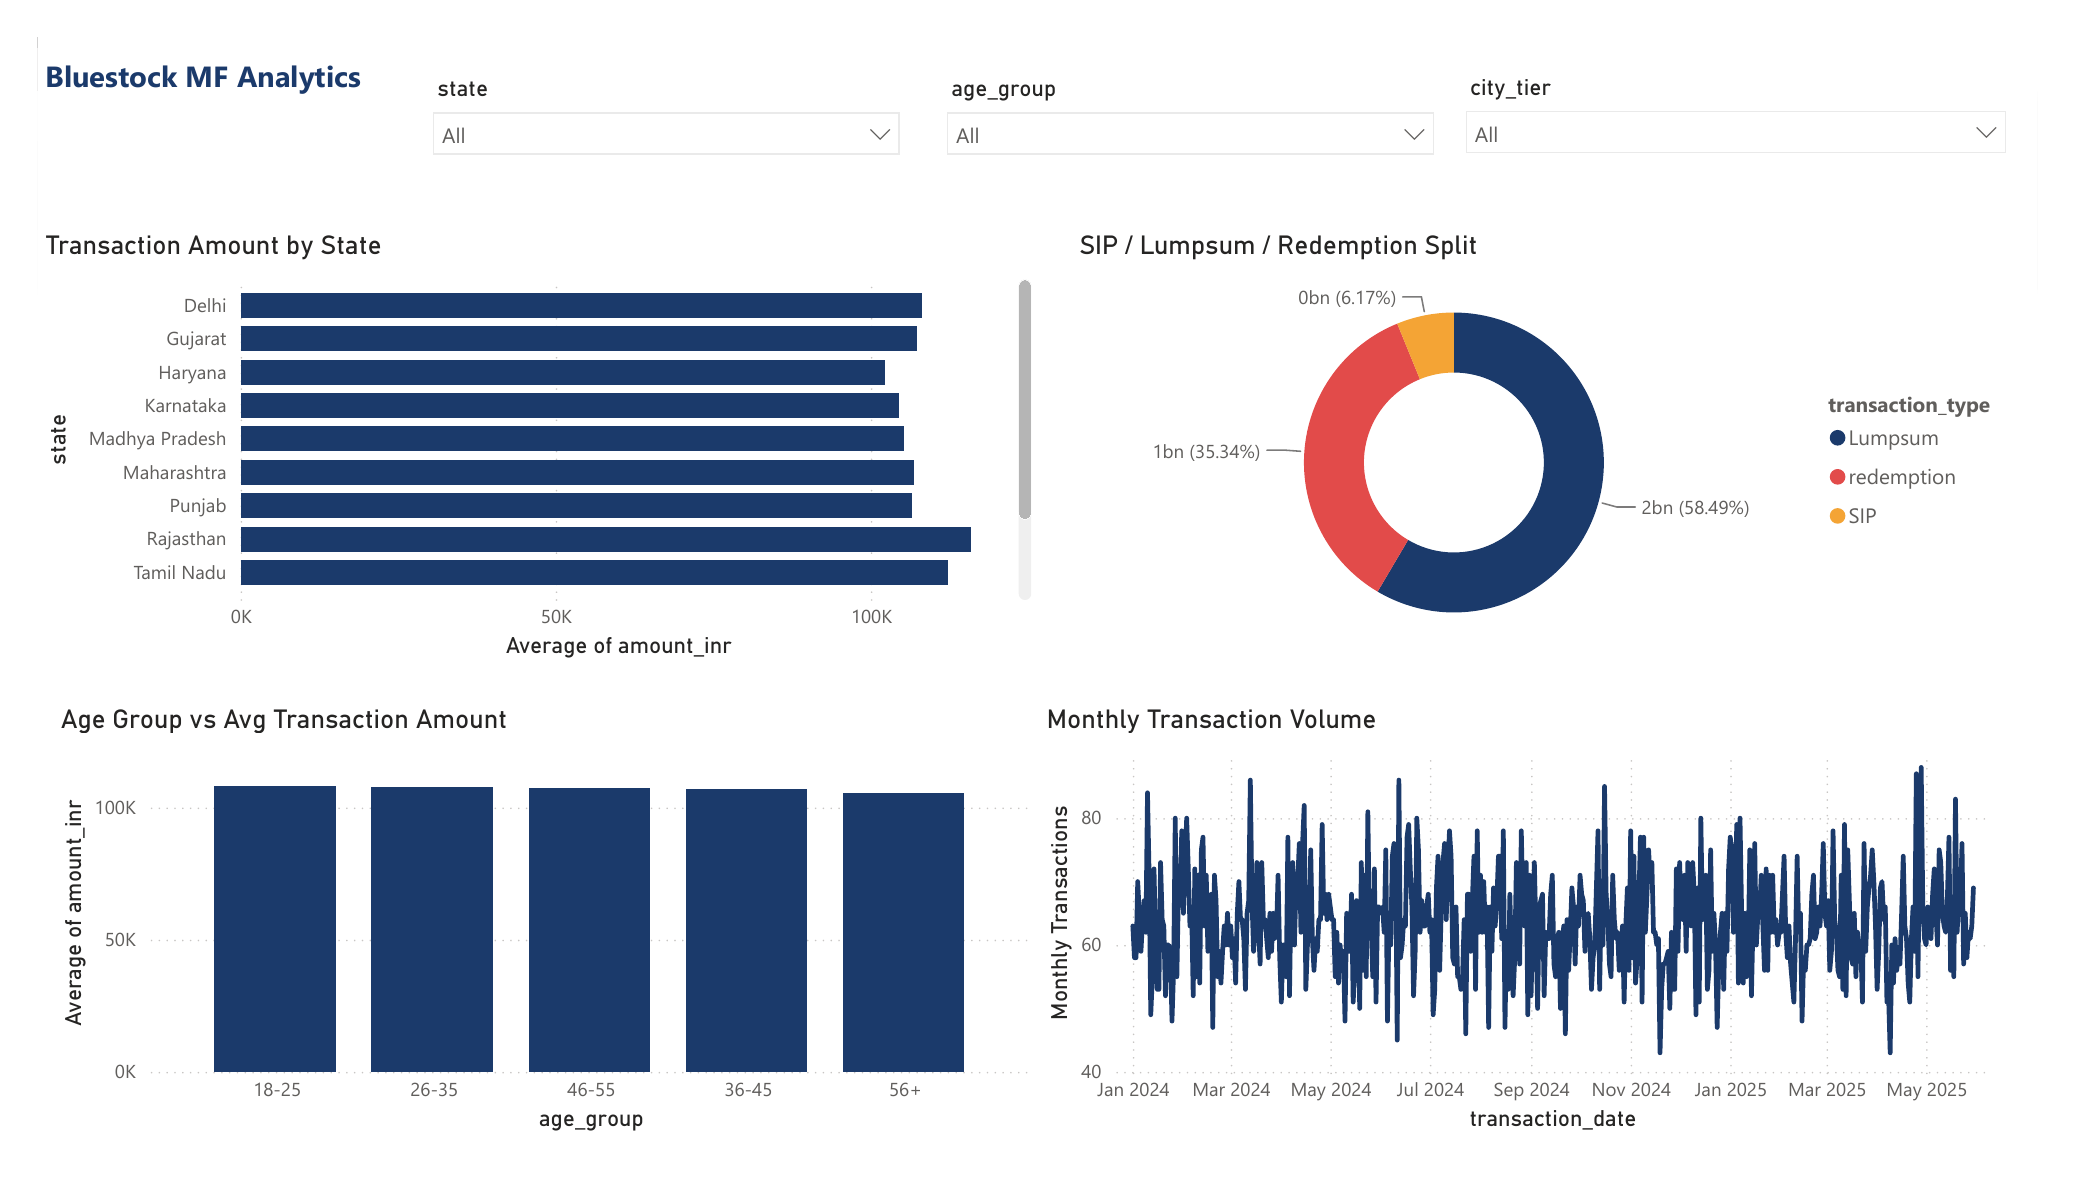 Bluestock MF Analytics
state
All
age_group
All
city_tier
All
Transaction Amount by State
state
Delhi
Gujarat
Haryana
Karnataka
Madhya Pradesh
Maharashtra
Punjab
Rajasthan
Tamil Nadu
0K
50K
100K
Average of amount_inr
SIP / Lumpsum / Redemption Split
0bn (6.17%)
1bn (35.34%)
2bn (58.49%)
transaction_type
Lumpsum
redemption
SIP
Age Group vs Avg Transaction Amount
Average of amount_inr
100K
50K
0K
18-25
26-35
46-55
36-45
56+
age_group
Monthly Transaction Volume
Monthly Transactions
80
60
40
Jan 2024
Mar 2024
May 2024
Jul 2024
Sep 2024
Nov 2024
Jan 2025
Mar 2025
May 2025
transaction_date